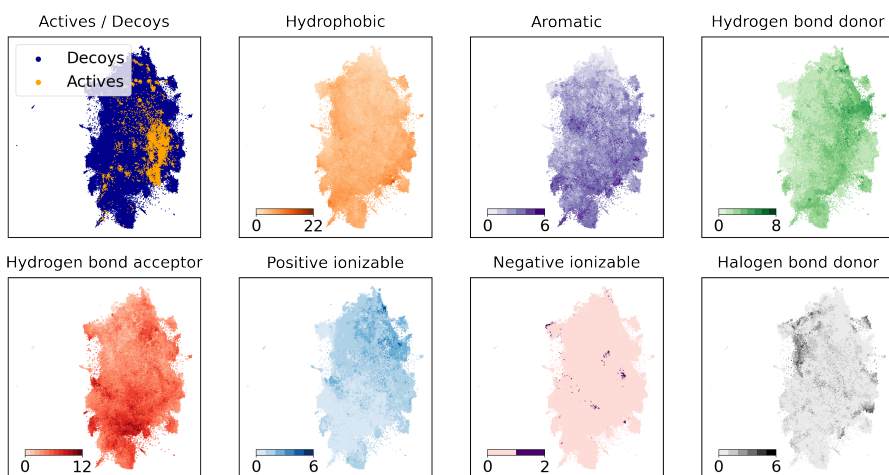 Actives / Decoys
Hydrophobic
Aromatic
Hydrogen bond donor
Decoys
Actives
0 22
0 6
0 8
Hydrogen bond acceptor
Positive ionizable
Negative ionizable
Halogen bond donor
0 12
0 6
0 2
0 6